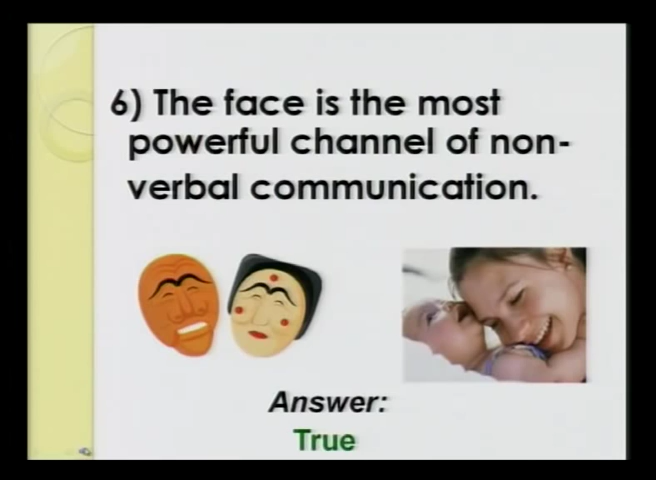 6) The face is the most
powerful channel of non-
verbal communication.
Answer:
True